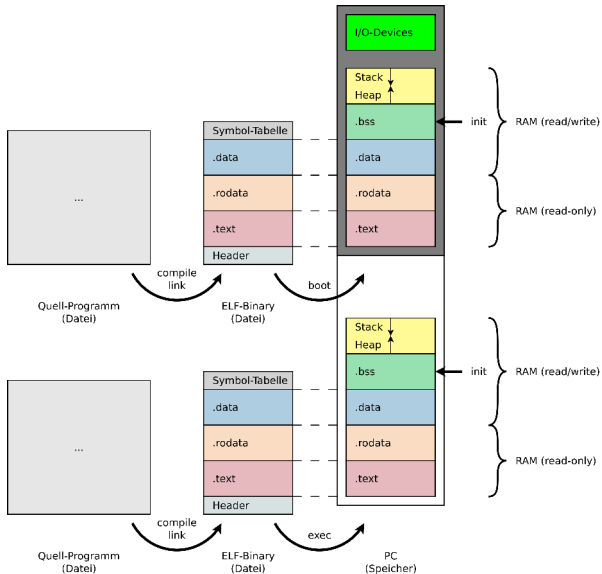 I/O-Devices
Stack
Heap
.bss
init
RAM (read/write)
Symbol-Tabelle
.data
.data
...
.rodata
.rodata
RAM (read-only)
.text
.text
Header
compile
link
boot
Quell-Programm
(Datei)
ELF-Binary
(Datei)
Stack
Heap
.bss
init
RAM (read/write)
Symbol-Tabelle
.data
.data
...
.rodata
.rodata
RAM (read-only)
.text
.text
Header
compile
link
exec
Quell-Programm
(Datei)
ELF-Binary
(Datei)
PC
(Speicher)